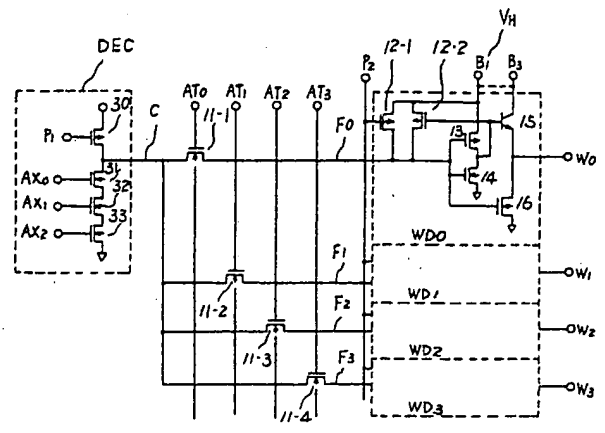 VH
DEC
12-1
12-2
P2
B1
B3
AT0
AT1
AT2
AT3
30
15
P1
C
11-1
F0
13
W0
AX0
31
14
AX1
32
16
AX2
33
WD0
F1
W1
WD1
11-2
F2
W2
WD2
11-3
F3
W3
WD3
11-4